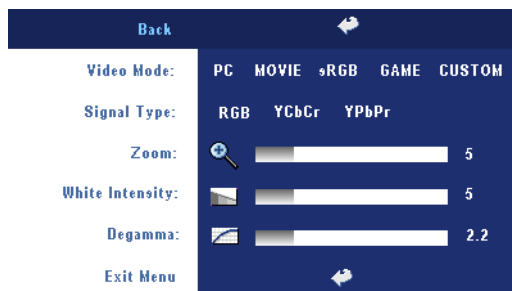 Back
Video Mode: PC MOVIE sRGB GAME CUSTOM
Signal Type: RGB YCbCr YPbPr
Zoom: 5
White Intensity: 5
Degamma: 2.2
Exit Menu